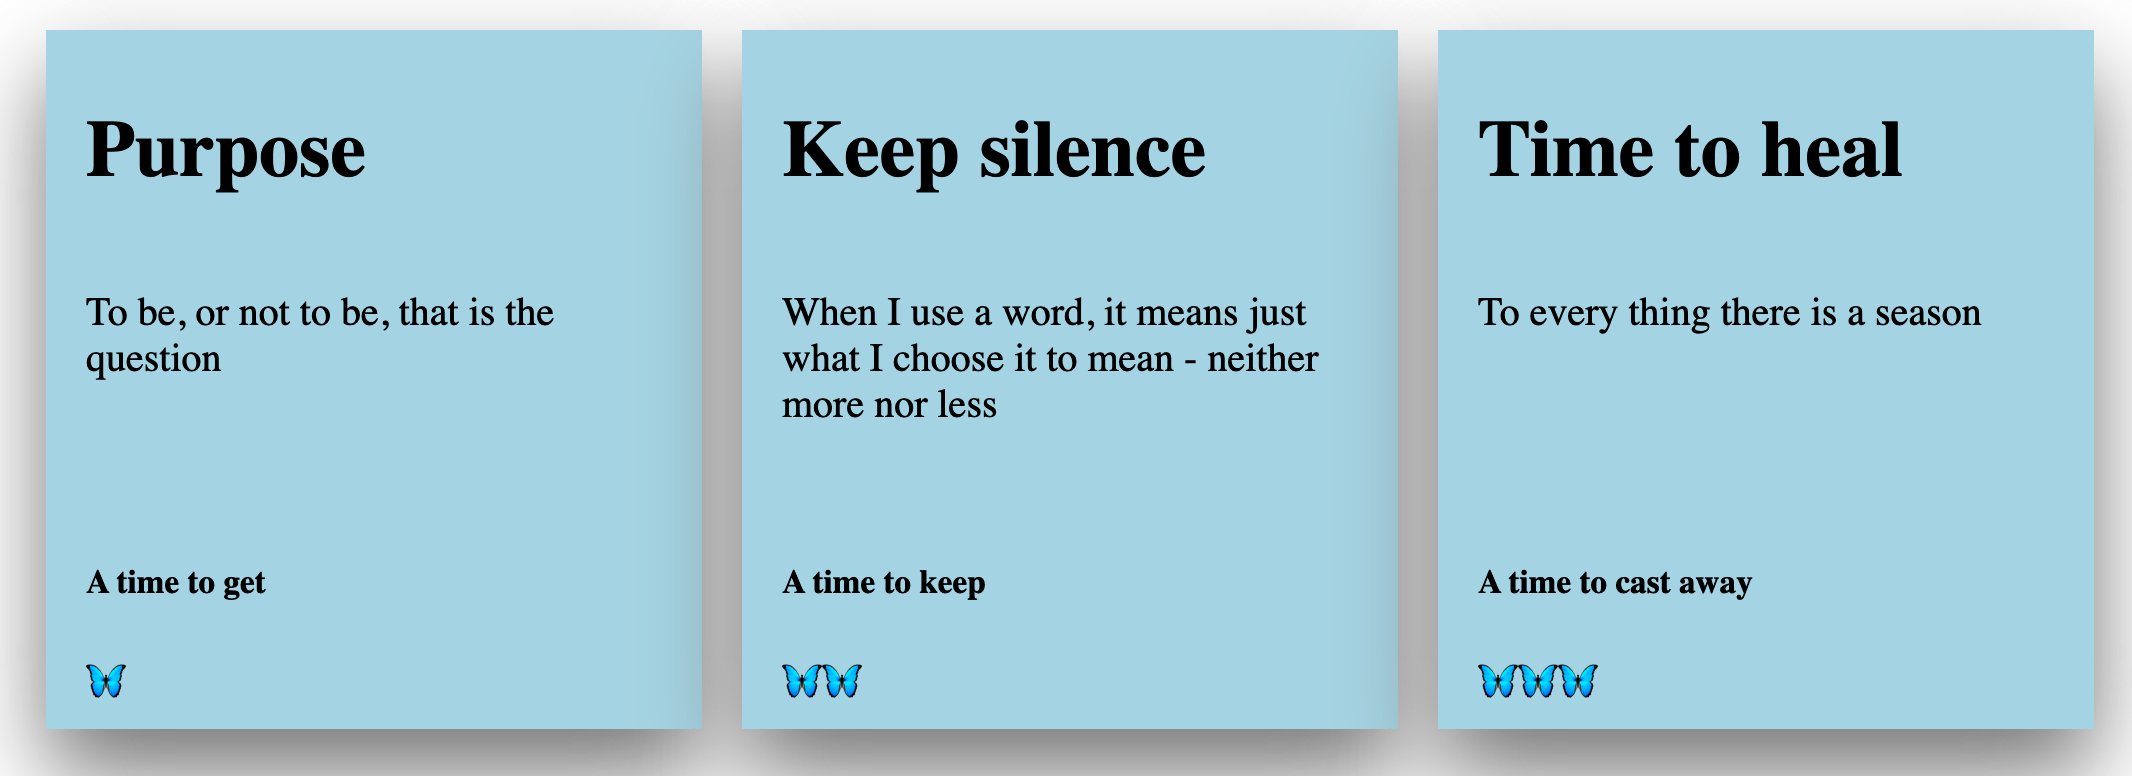 Purpose
To be, or not to be, that is the
question
A time to get
🦋
Keep silence
When I use a word, it means just
what I choose it to mean - neither
more nor less
A time to keep
🦋🦋
Time to heal
To every thing there is a season
A time to cast away
🦋🦋🦋